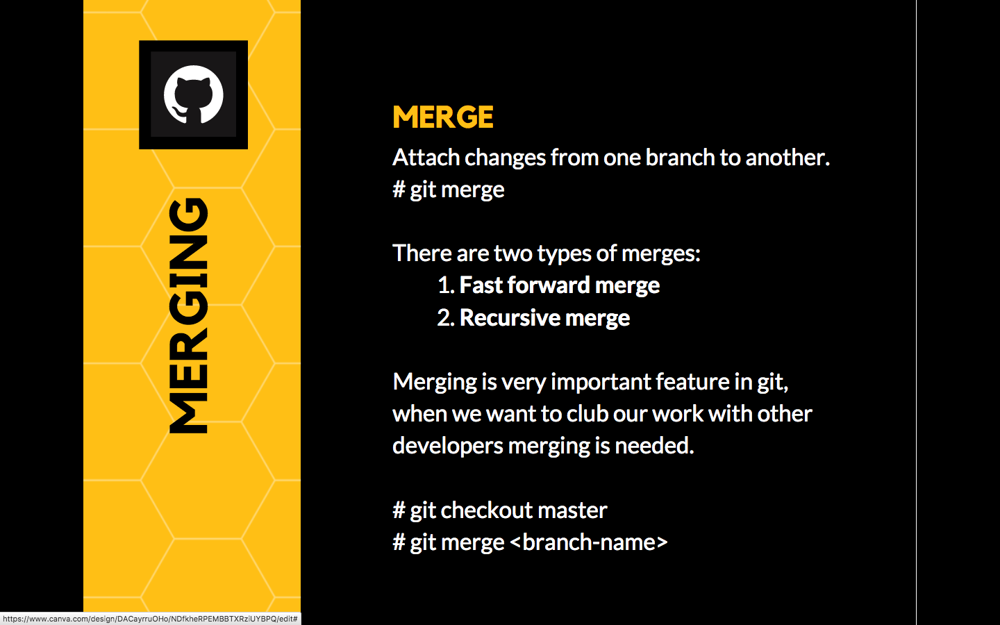 MERGING
MERGE
Attach changes from one branch to another.
# git merge
There are two types of merges:
1. Fast forward merge
2. Recursive merge
Merging is very important feature in git,
when we want to club our work with other
developers merging is needed.
# git checkout master
# git merge <branch-name>
https://www.canva.com/design/DACayrruOHo/NDfkheRPEMBBTXRziUYBPQ/edit#